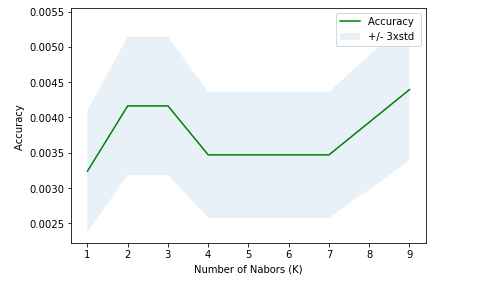 0.0055
0.0050
0.0045
0.0040
0.0035
0.0030
0.0025
Accuracy
Accuracy
+/- 3xstd
1 2 3 4 5 6 7 8 9
Number of Nabors (K)